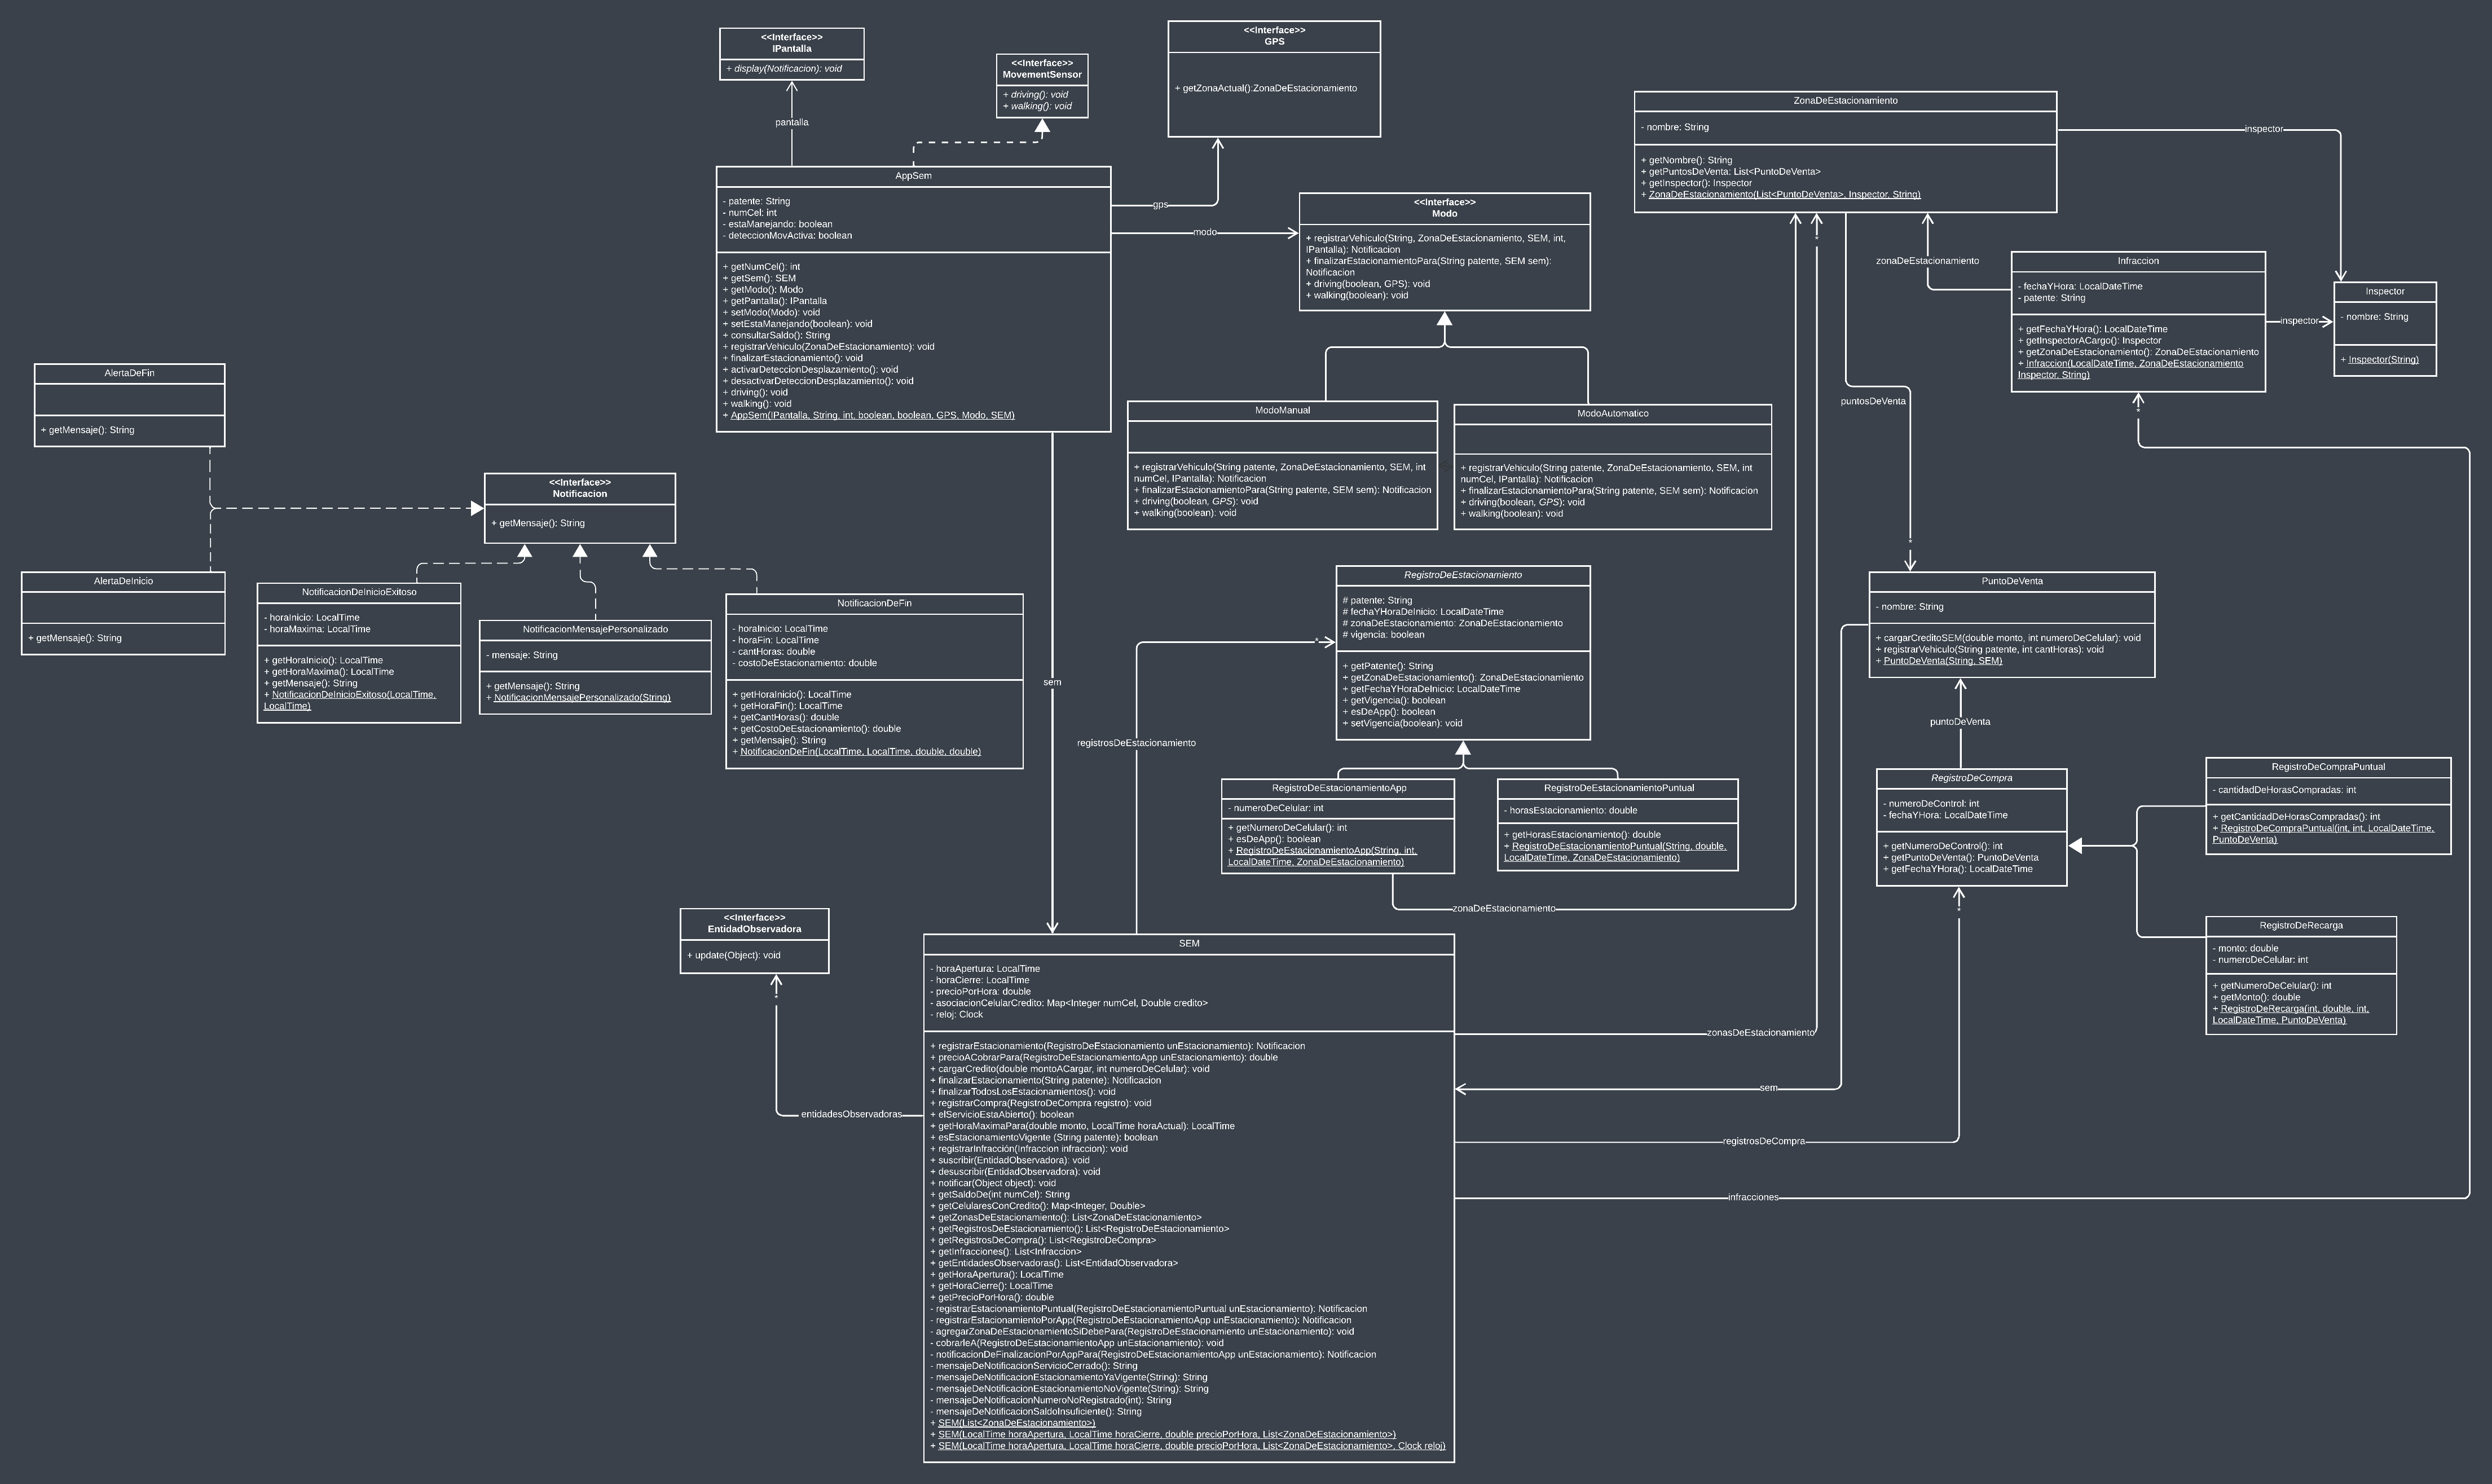 <<Interface>>
IPantalla
+ display(Notificacion): void
<<Interface>>
MovementSensor
+ driving(): void
+ walking(): void
<<Interface>>
GPS
+ getZonaActual():ZonaDeEstacionamiento
pantalla
gps
modo
AppSem
- patente: String
- numCel: int
- estaManejando: boolean
- deteccionMovActiva: boolean
+ getNumCel(): int
+ getSem(): SEM
+ getModo(): Modo
+ getPantalla(): IPantalla
+ setModo(Modo): void
+ setEstaManejando(boolean): void
+ consultarSaldo(): String
+ registrarVehiculo(ZonaDeEstacionamiento): void
+ finalizarEstacionamiento(): void
+ activarDeteccionDesplazamiento(): void
+ desactivarDeteccionDesplazamiento(): void
+ driving(): void
+ walking(): void
+ AppSem(IPantalla, String, int, boolean, boolean, GPS, Modo, SEM)
<<Interface>>
Modo
+ registrarVehiculo(String, ZonaDeEstacionamiento, SEM, int,
IPantalla): Notificacion
+ finalizarEstacionamientoPara(String patente, SEM sem):
Notificacion
+ driving(boolean, GPS): void
+ walking(boolean): void
ModoManual
+ registrarVehiculo(String patente, ZonaDeEstacionamiento, SEM, int
numCel, IPantalla): Notificacion
+ finalizarEstacionamientoPara(String patente, SEM sem): Notificacion
+ driving(boolean, GPS): void
+ walking(boolean): void
ModoAutomatico
+ registrarVehiculo(String patente, ZonaDeEstacionamiento, SEM, int
numCel, IPantalla): Notificacion
+ finalizarEstacionamientoPara(String patente, SEM sem): Notificacion
+ driving(boolean, GPS): void
+ walking(boolean): void
ZonaDeEstacionamiento
- nombre: String
+ getNombre(): String
+ getPuntosDeVenta: List<PuntoDeVenta>
+ getInspector(): Inspector
+ ZonaDeEstacionamiento(List<PuntoDeVenta>, Inspector, String)
inspector
*
zonaDeEstacionamiento
Infraccion
- fechaYHora: LocalDateTime
- patente: String
+ getFechaYHora(): LocalDateTime
+ getInspectorACargo(): Inspector
+ getZonaDeEstacionamiento(): ZonaDeEstacionamiento
+ Infraccion(LocalDateTime, ZonaDeEstacionamiento
Inspector, String)
inspector
Inspector
- nombre: String
+ Inspector(String)
puntosDeVenta
*
*
AlertaDeFin
+ getMensaje(): String
<<Interface>>
Notificacion
+ getMensaje(): String
AlertaDeInicio
+ getMensaje(): String
NotificacionDeInicioExitoso
- horaInicio: LocalTime
- horaMaxima: LocalTime
+ getHoraInicio(): LocalTime
+ getHoraMaxima(): LocalTime
+ getMensaje(): String
+ NotificacionDeInicioExitoso(LocalTime,
LocalTime)
NotificacionMensajePersonalizado
- mensaje: String
+ getMensaje(): String
+ NotificacionMensajePersonalizado(String)
NotificacionDeFin
- horaInicio: LocalTime
- horaFin: LocalTime
- cantHoras: double
- costoDeEstacionamiento: double
+ getHoraInicio(): LocalTime
+ getHoraFin(): LocalTime
+ getCantHoras(): double
+ getCostoDeEstacionamiento(): double
+ getMensaje(): String
+ NotificacionDeFin(LocalTime, LocalTime, double, double)
sem
registrosDeEstacionamiento
*
RegistroDeEstacionamiento
# patente: String
# fechaYHoraDeInicio: LocalDateTime
# zonaDeEstacionamiento: ZonaDeEstacionamiento
# vigencia: boolean
+ getPatente(): String
+ getZonaDeEstacionamiento(): ZonaDeEstacionamiento
+ getFechaYHoraDeInicio: LocalDateTime
+ getVigencia(): boolean
+ esDeApp(): boolean
+ setVigencia(boolean): void
RegistroDeEstacionamientoApp
- numeroDeCelular: int
+ getNumeroDeCelular(): int
+ esDeApp(): boolean
+ RegistroDeEstacionamientoApp(String, int,
LocalDateTime, ZonaDeEstacionamiento)
RegistroDeEstacionamientoPuntual
- horasEstacionamiento: double
+ getHorasEstacionamiento(): double
+ RegistroDeEstacionamientoPuntual(String, double,
LocalDateTime, ZonaDeEstacionamiento)
zonaDeEstacionamiento
PuntoDeVenta
- nombre: String
+ cargarCreditoSEM(double monto, int numeroDeCelular): void
+ registrarVehiculo(String patente, int cantHoras): void
+ PuntoDeVenta(String, SEM)
puntoDeVenta
RegistroDeCompra
- numeroDeControl: int
- fechaYHora: LocalDateTime
+ getNumeroDeControl(): int
+ getPuntoDeVenta(): PuntoDeVenta
+ getFechaYHora(): LocalDateTime
*
RegistroDeCompraPuntual
- cantidadDeHorasCompradas: int
+ getCantidadDeHorasCompradas(): int
+ RegistroDeCompraPuntual(int, int, LocalDateTime,
PuntoDeVenta)
RegistroDeRecarga
- monto: double
- numeroDeCelular: int
+ getNumeroDeCelular(): int
+ getMonto(): double
+ RegistroDeRecarga(int, double, int,
LocalDateTime, PuntoDeVenta)
<<Interface>>
EntidadObservadora
+ update(Object): void
*
entidadesObservadoras
SEM
- horaApertura: LocalTime
- horaCierre: LocalTime
- precioPorHora: double
- asociacionCelularCredito: Map<Integer numCel, Double credito>
- reloj: Clock
+ registrarEstacionamiento(RegistroDeEstacionamiento unEstacionamiento): Notificacion
+ precioACobrarPara(RegistroDeEstacionamientoApp unEstacionamiento): double
+ cargarCredito(double montoACargar, int numeroDeCelular): void
+ finalizarEstacionamiento(String patente): Notificacion
+ finalizarTodosLosEstacionamientos(): void
+ registrarCompra(RegistroDeCompra registro): void
+ elServicioEstaAbierto(): boolean
+ getHoraMaximaPara(double monto, LocalTime horaActual): LocalTime
+ esEstacionamientoVigente (String patente): boolean
+ registrarInfracción(Infraccion infraccion): void
+ suscribir(EntidadObservadora): void
+ desuscribir(EntidadObservadora): void
+ notificar(Object object): void
+ getSaldoDe(int numCel): String
+ getCelularesConCredito(): Map<Integer, Double>
+ getZonasDeEstacionamiento(): List<ZonaDeEstacionamiento>
+ getRegistrosDeEstacionamiento(): List<RegistroDeEstacionamiento>
+ getRegistrosDeCompra(): List<RegistroDeCompra>
+ getInfracciones(): List<Infraccion>
+ getEntidadesObservadoras(): List<EntidadObservadora>
+ getHoraApertura(): LocalTime
+ getHoraCierre(): LocalTime
+ getPrecioPorHora(): double
- registrarEstacionamientoPuntual(RegistroDeEstacionamientoPuntual unEstacionamiento): Notificacion
- registrarEstacionamientoPorApp(RegistroDeEstacionamientoApp unEstacionamiento): Notificacion
- agregarZonaDeEstacionamientoSiDebePara(RegistroDeEstacionamiento unEstacionamiento): void
- cobrarleA(RegistroDeEstacionamientoApp unEstacionamiento): void
- notificacionDeFinalizacionPorAppPara(RegistroDeEstacionamientoApp unEstacionamiento): Notificacion
- mensajeDeNotificacionServicioCerrado(): String
- mensajeDeNotificacionEstacionamientoYaVigente(String): String
- mensajeDeNotificacionEstacionamientoNoVigente(String): String
- mensajeDeNotificacionNumeroNoRegistrado(int): String
- mensajeDeNotificacionSaldoInsuficiente(): String
+ SEM(List<ZonaDeEstacionamiento>)
+ SEM(LocalTime horaApertura, LocalTime horaCierre, double precioPorHora, List<ZonaDeEstacionamiento>)
+ SEM(LocalTime horaApertura, LocalTime horaCierre, double precioPorHora, List<ZonaDeEstacionamiento>, Clock reloj)
zonasDeEstacionamiento
sem
registrosDeCompra
infracciones